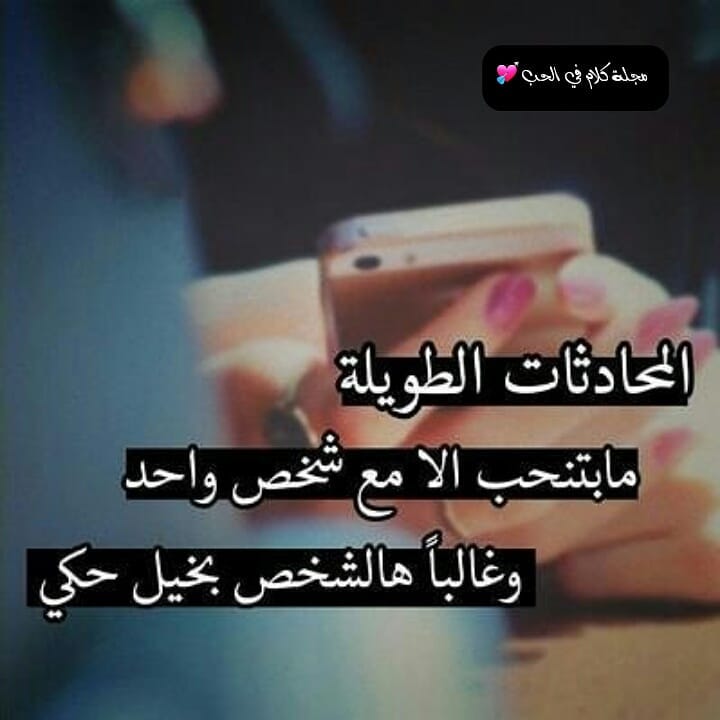 مجلة كلام في الحب 💘
المحادثات الطويلة
مابتنحب الا مع شخص واحد
وغالباً هالشخص بخيل حكي